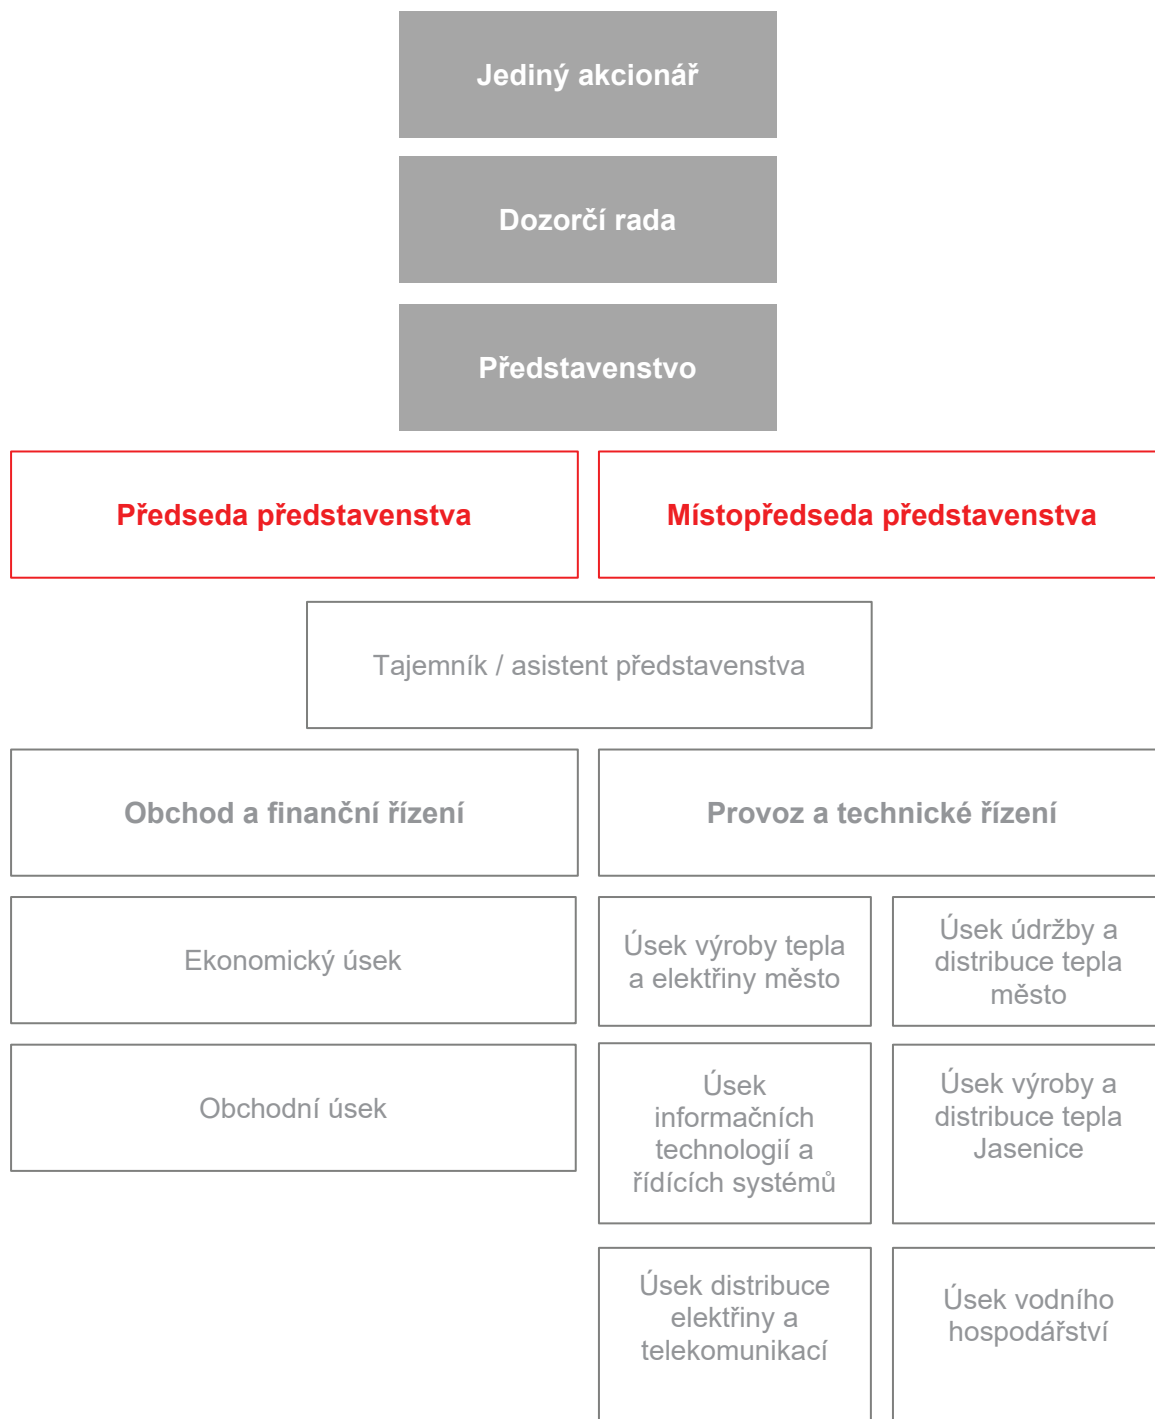 Jediný akcionář
Dozorčí rada
Představenstvo
Předseda představenstva
Místopředseda představenstva
Tajemník / asistent představenstva
Obchod a finanční řízení
Provoz a technické řízení
Ekonomický úsek
Úsek výroby tepla
a elektřiny město
Úsek údržby a
distribuce tepla
město
Obchodní úsek
Úsek
informačních
technologií a
řídících systémů
Úsek výroby a
distribuce tepla
Jasenice
Úsek distribuce
elektřiny a
telekomunikací
Úsek vodního
hospodářství